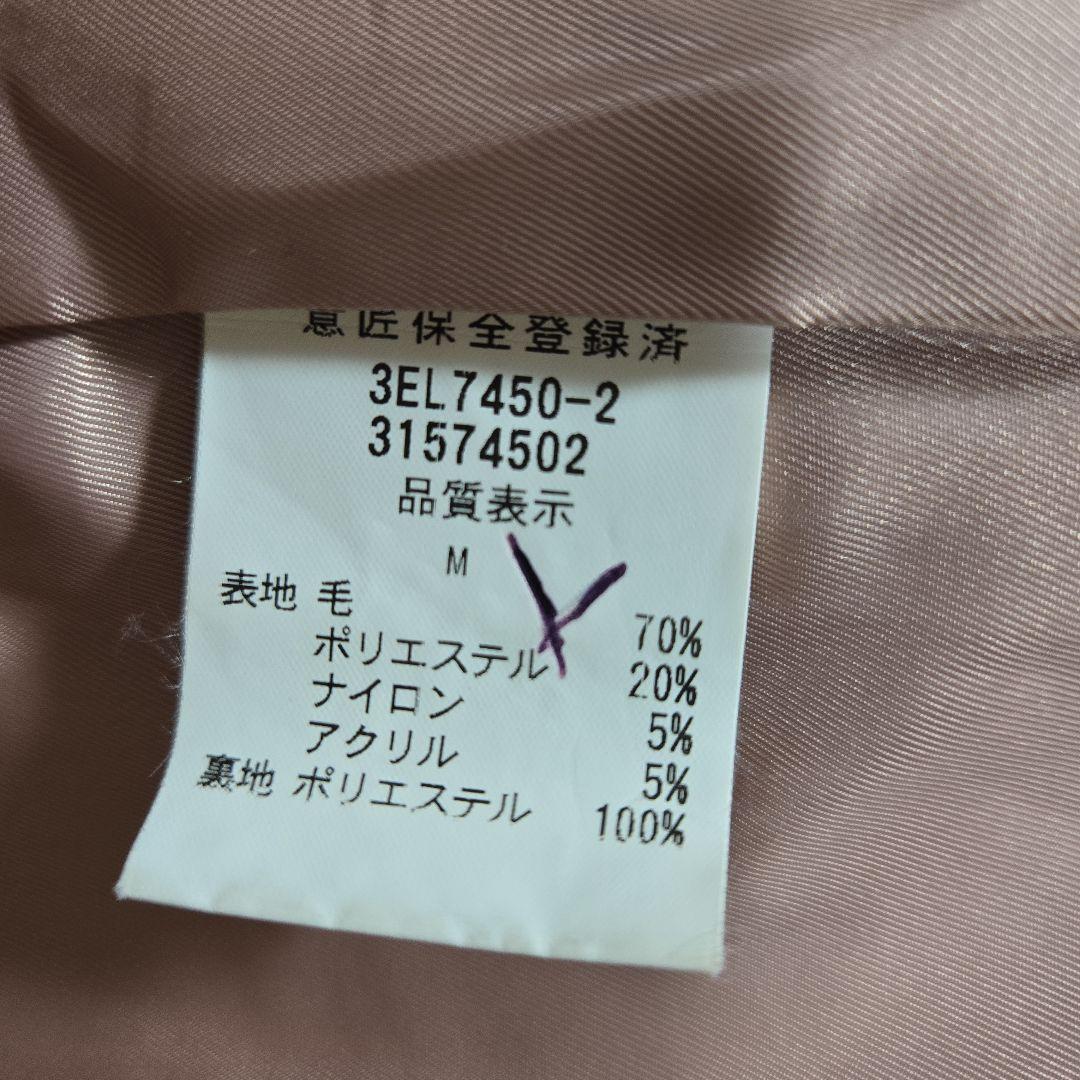 意匠保全登録済
3EL7450-2
31574502
品質表示
M
表地 毛 70%
ポリエステル 20%
ナイロン 5%
アクリル 5%
裏地 ポリエステル 100%